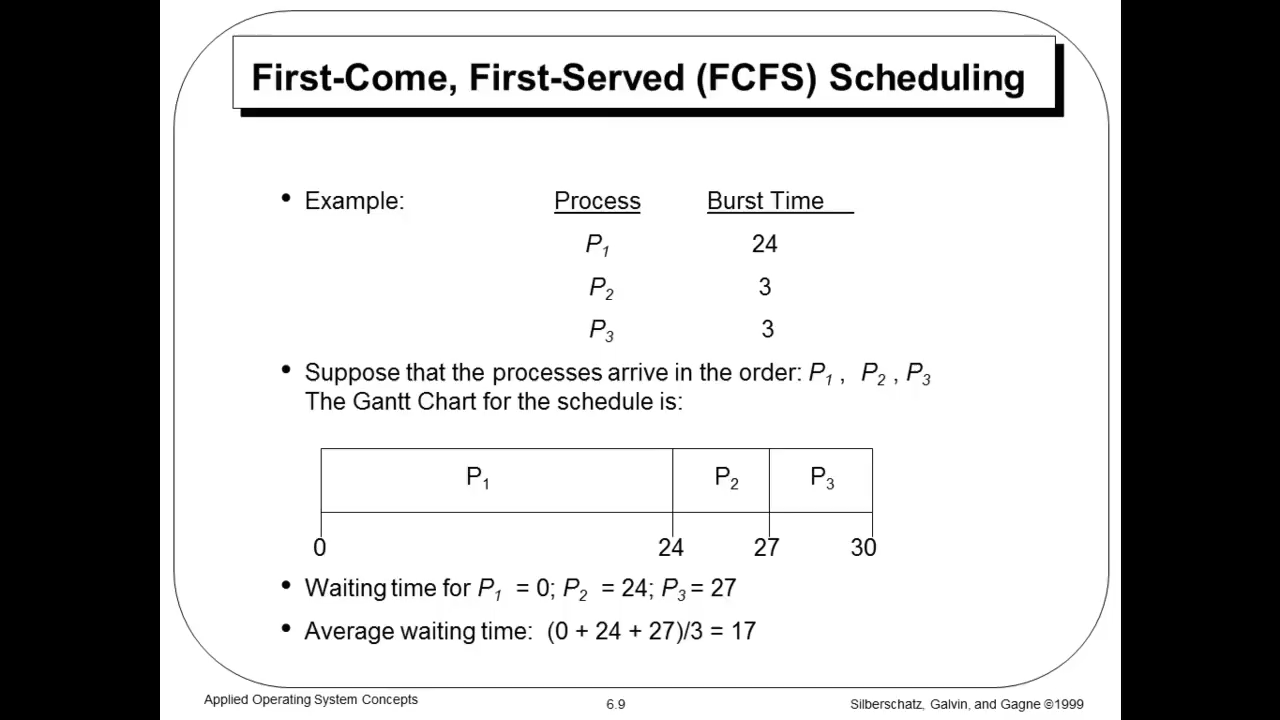 First-Come, First-Served (FCFS) Scheduling
• Example: Process Burst Time
P1 24
P2 3
P3 3
• Suppose that the processes arrive in the order: P1 , P2 , P3
The Gantt Chart for the schedule is:
P1 P2 P3
0 24 27 30
• Waiting time for P1 = 0; P2 = 24; P3 = 27
• Average waiting time: (0 + 24 + 27)/3 = 17
Applied Operating System Concepts 6.9 Silberschatz, Galvin, and Gagne ©1999